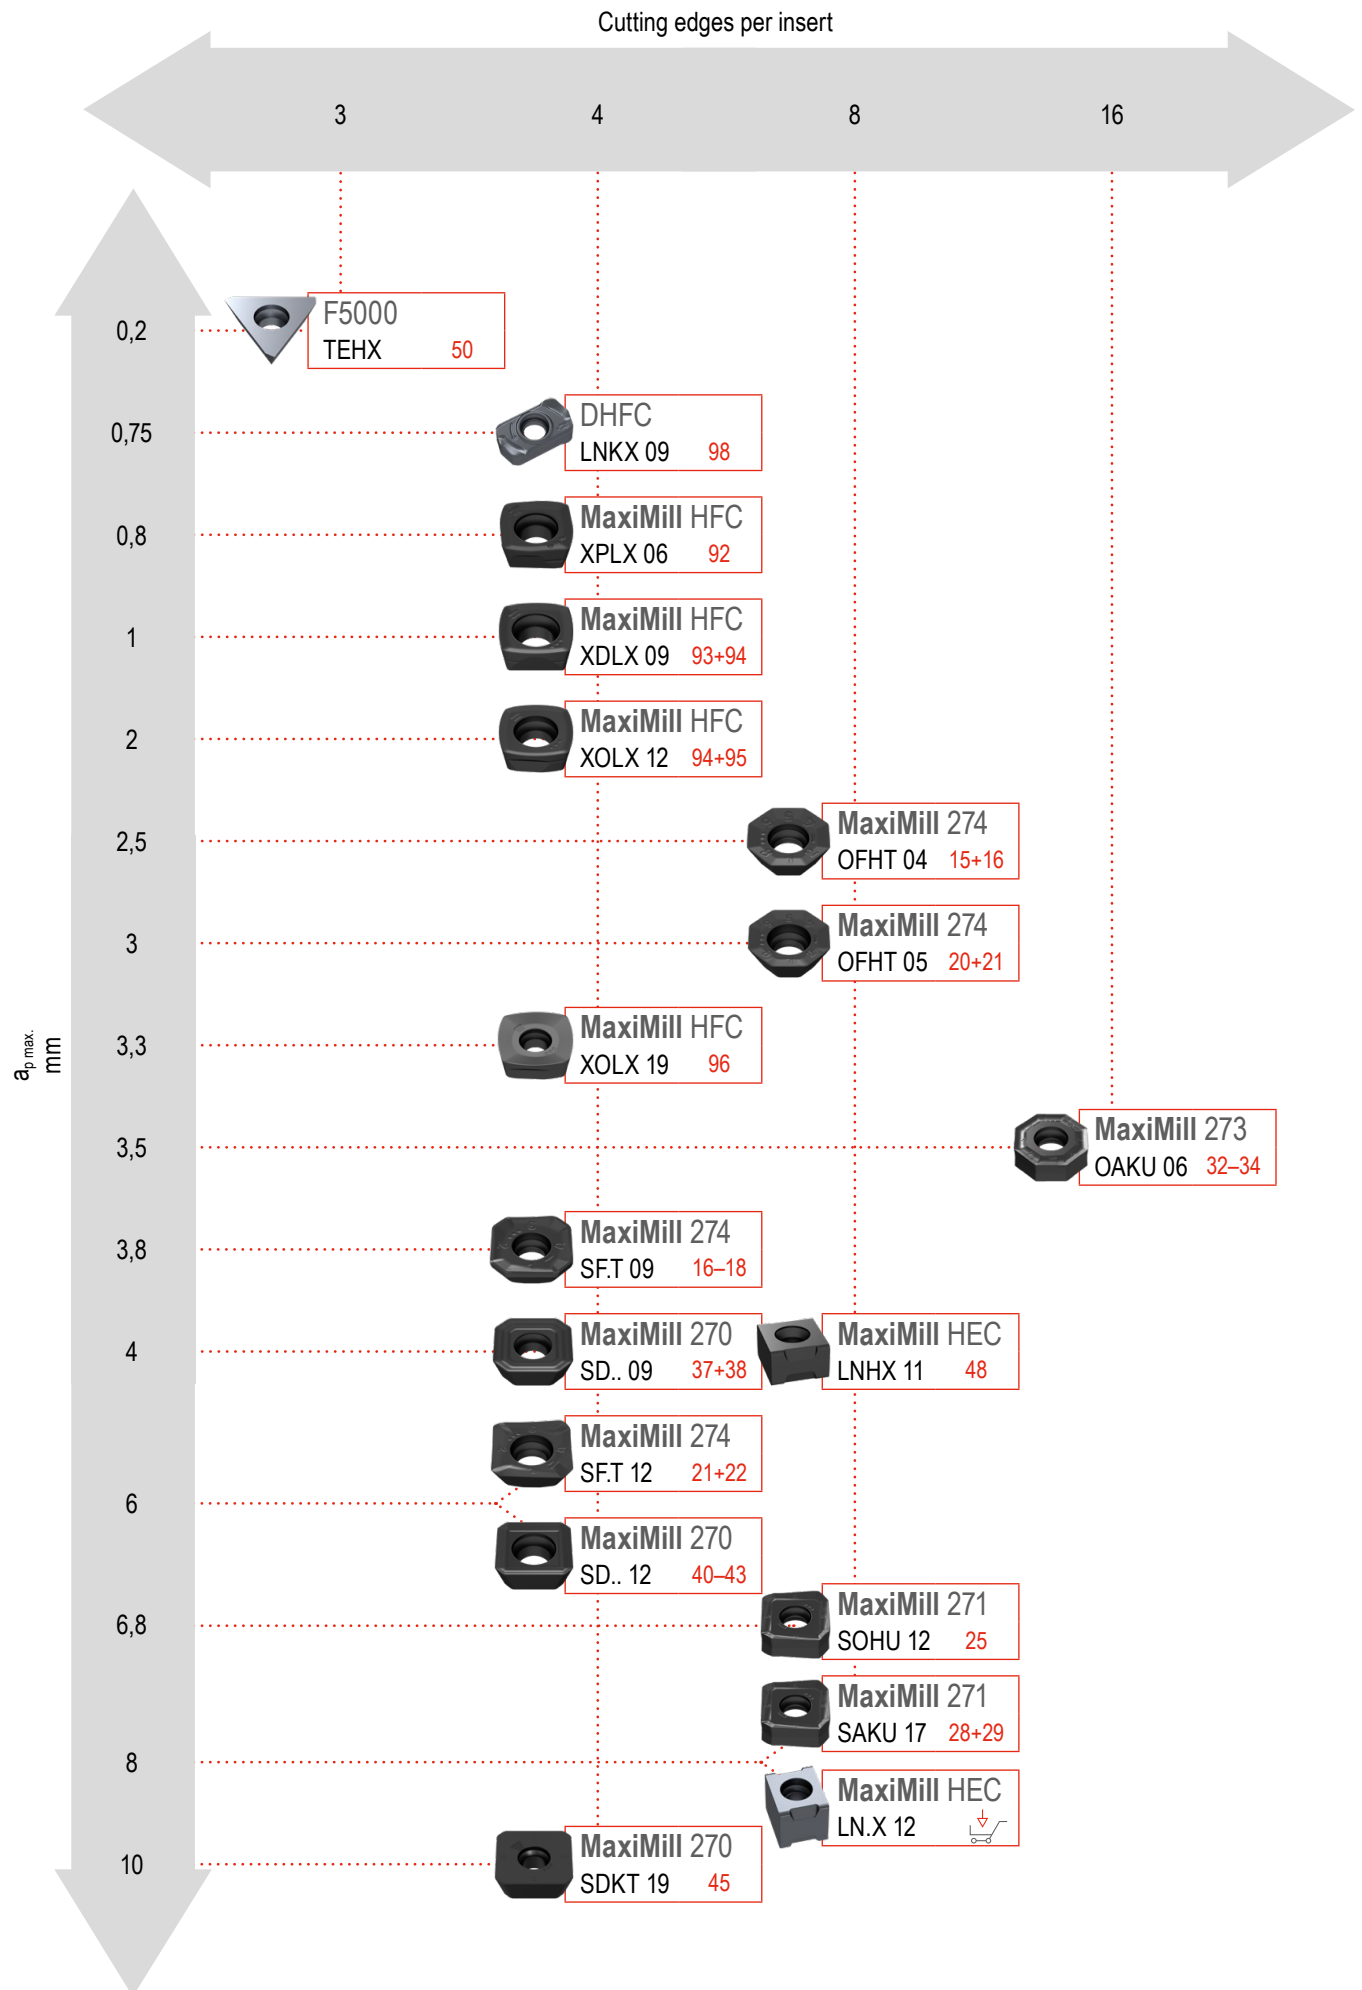 Cutting edges per insert
3 4 8 16
0,2
F5000
TEHX 50
0,75
DHFC
LNKX 09 98
0,8
MaxiMill HFC
XPLX 06 92
1
MaxiMill HFC
XDLX 09 93+94
2
MaxiMill HFC
XOLX 12 94+95
2,5
MaxiMill 274
OFHT 04 15+16
3
MaxiMill 274
OFHT 05 20+21
ap max.
mm
3,3
MaxiMill HFC
XOLX 19 96
3,5
MaxiMill 273
OAKU 06 32–34
3,8
MaxiMill 274
SF.T 09 16–18
4
MaxiMill 270
SD.. 09 37+38
MaxiMill HEC
LNHX 11 48
6
MaxiMill 274
SF.T 12 21+22
MaxiMill 270
SD.. 12 40–43
6,8
MaxiMill 271
SOHU 12 25
8
MaxiMill 271
SAKU 17 28+29
MaxiMill HEC
LN.X 12
10
MaxiMill 270
SDKT 19 45